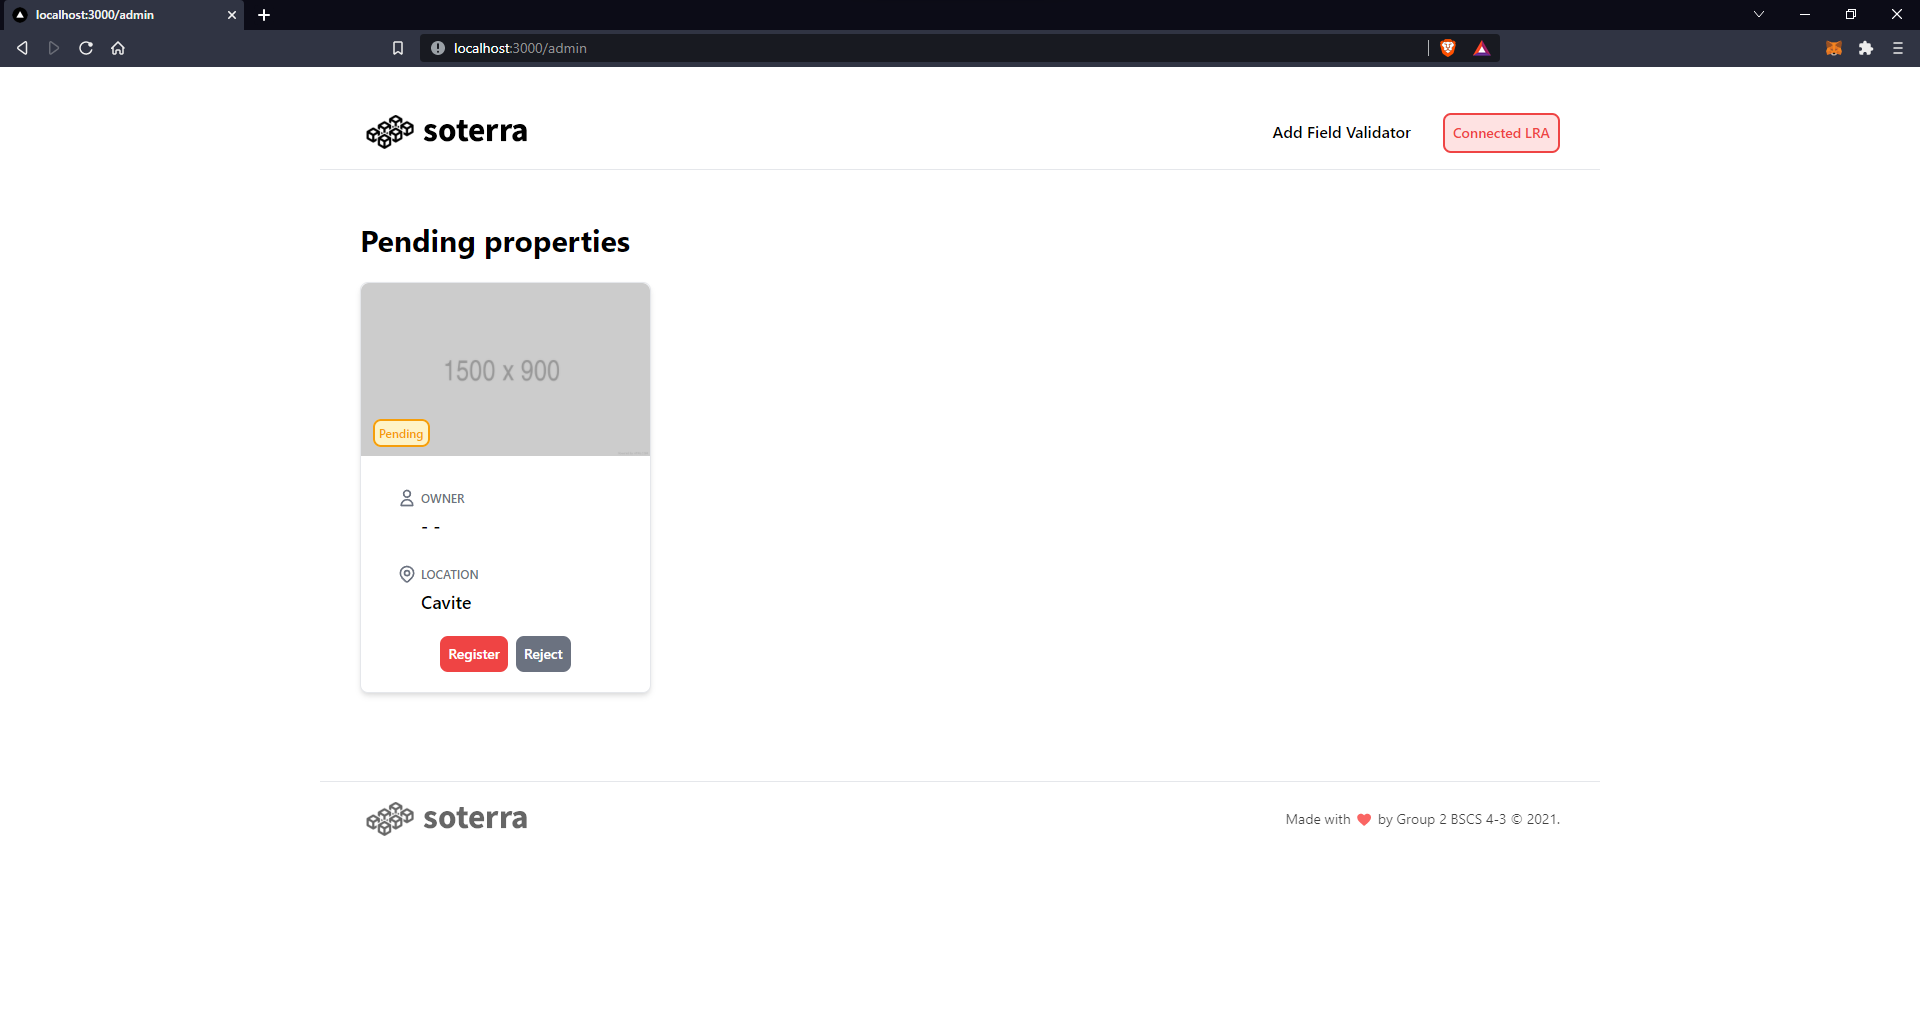 localhost:3000/admin
localhost:3000/admin
soterra
Add Field Validator
Connected LRA
Pending properties
1500 x 900
Pending
OWNER
- -
LOCATION
Cavite
Register
Reject
soterra
Made with ❤ by Group 2 BSCS 4-3 © 2021.